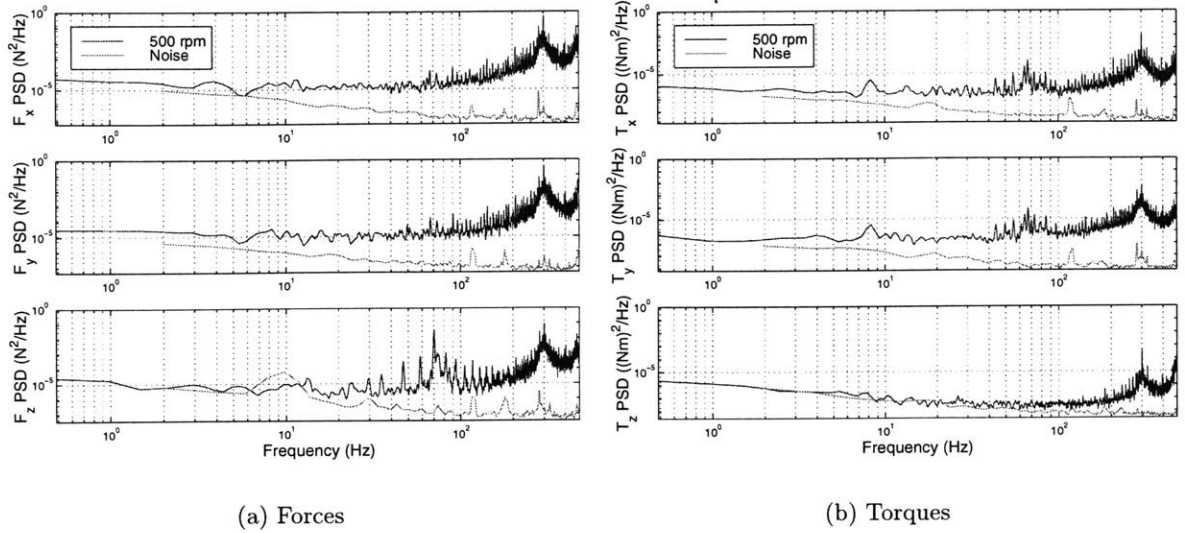 500 rpm
Noise
F_x PSD (N²/Hz)
10⁰
10⁻⁵
10⁰ 10¹ 10²
F_y PSD (N²/Hz)
10⁰
10⁻⁵
10⁰ 10¹ 10²
F_z PSD (N²/Hz)
10⁰
10⁻⁵
10⁰ 10¹ 10²
Frequency (Hz)
(a) Forces
500 rpm
Noise
T_x PSD ((Nm)²/Hz)
10⁰
10⁻⁵
10⁰ 10¹ 10²
T_y PSD ((Nm)²/Hz)
10⁰
10⁻⁵
10⁰ 10¹ 10²
T_z PSD ((Nm)²/Hz)
10⁰
10⁻⁵
10⁰ 10¹ 10²
Frequency (Hz)
(b) Torques